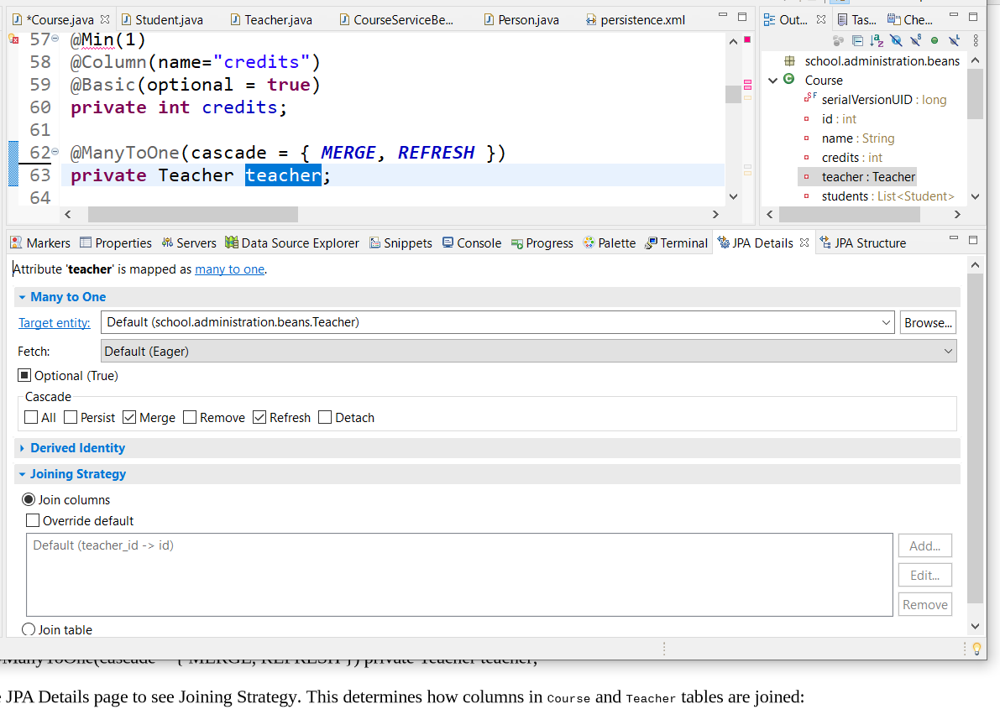 *Course.java Student.java Teacher.java CourseServiceBe... Person.java persistence.xml Out... Tas... Che...
57 @Min(1)
58 @Column(name="credits")
59 @Basic(optional = true)
60 private int credits;
61
62 @ManyToOne(cascade = { MERGE, REFRESH })
63 private Teacher teacher;
64
school.administration.beans
Course
serialVersionUID : long
id : int
name : String
credits : int
teacher : Teacher
students : List<Student>
Markers Properties Servers Data Source Explorer Snippets Console Progress Palette Terminal JPA Details JPA Structure
Attribute 'teacher' is mapped as many to one.
Many to One
Target entity: Default (school.administration.beans.Teacher) Browse...
Fetch: Default (Eager)
Optional (True)
Cascade
All Persist Merge Remove Refresh Detach
Derived Identity
Joining Strategy
Join columns
Override default
Default (teacher_id -> id)
Add...
Edit...
Remove
Join table
ManyToOne(cascade = { MERGE, REFRESH }) private Teacher teacher;
JPA Details page to see Joining Strategy. This determines how columns in Course and Teacher tables are joined: